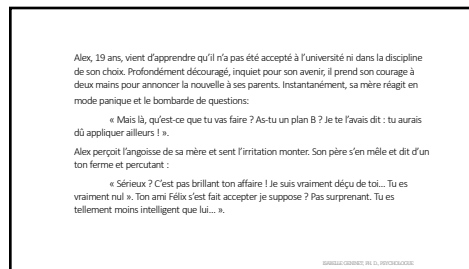 Alex, 19 ans, vient d'apprendre qu'il n'a pas été accepté à l'université ni dans la discipline
de son choix. Profondément découragé, inquiet pour son avenir, il prend son courage à
deux mains pour annoncer la nouvelle à ses parents. Instantanément, sa mère réagit en
mode panique et le bombarde de questions:
« Mais là, qu'est-ce que tu vas faire ? As-tu un plan B ? Je te l'avais dit : tu aurais
dû appliquer ailleurs ! ».
Alex perçoit l'angoisse de sa mère et sent l'irritation monter. Son père s'en mêle et dit d'un
ton ferme et percutant :
« Sérieux ? C'est pas brillant ton affaire ! Je suis vraiment déçu de toi... Tu es
vraiment nul ». Ton ami Félix s'est fait accepter je suppose ? Pas surprenant. Tu es
tellement moins intelligent que lui... ».
PH. D., PSYCHOLOGUE